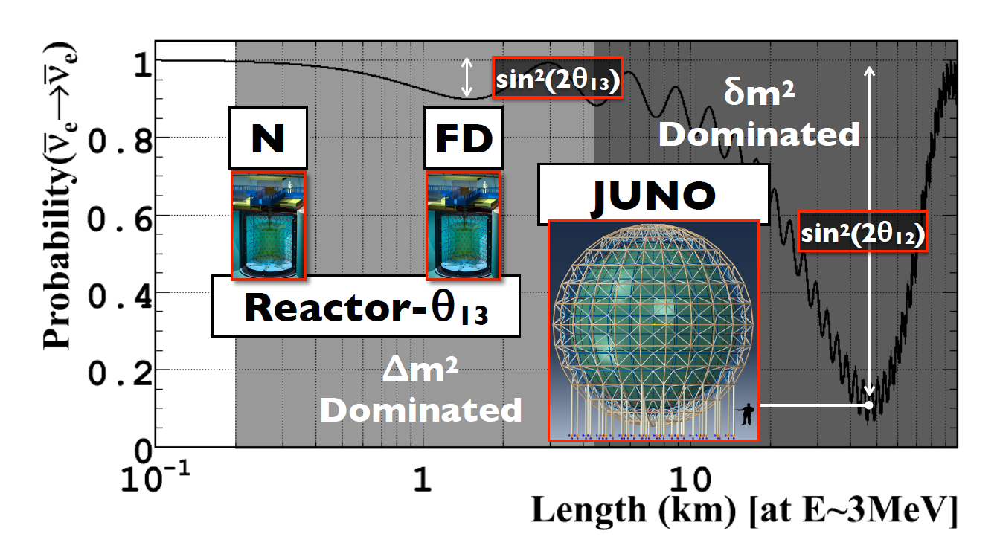 Probability(ν̅ₑ→ν̅ₑ)
1
0.8
0.6
0.4
0.2
0
sin²(2θ₁₃)
δm²
Dominated
N
FD
JUNO
sin²(2θ₁₂)
Reactor-θ₁₃
Δm²
Dominated
10⁻¹
1
10
Length (km) [at E~3MeV]